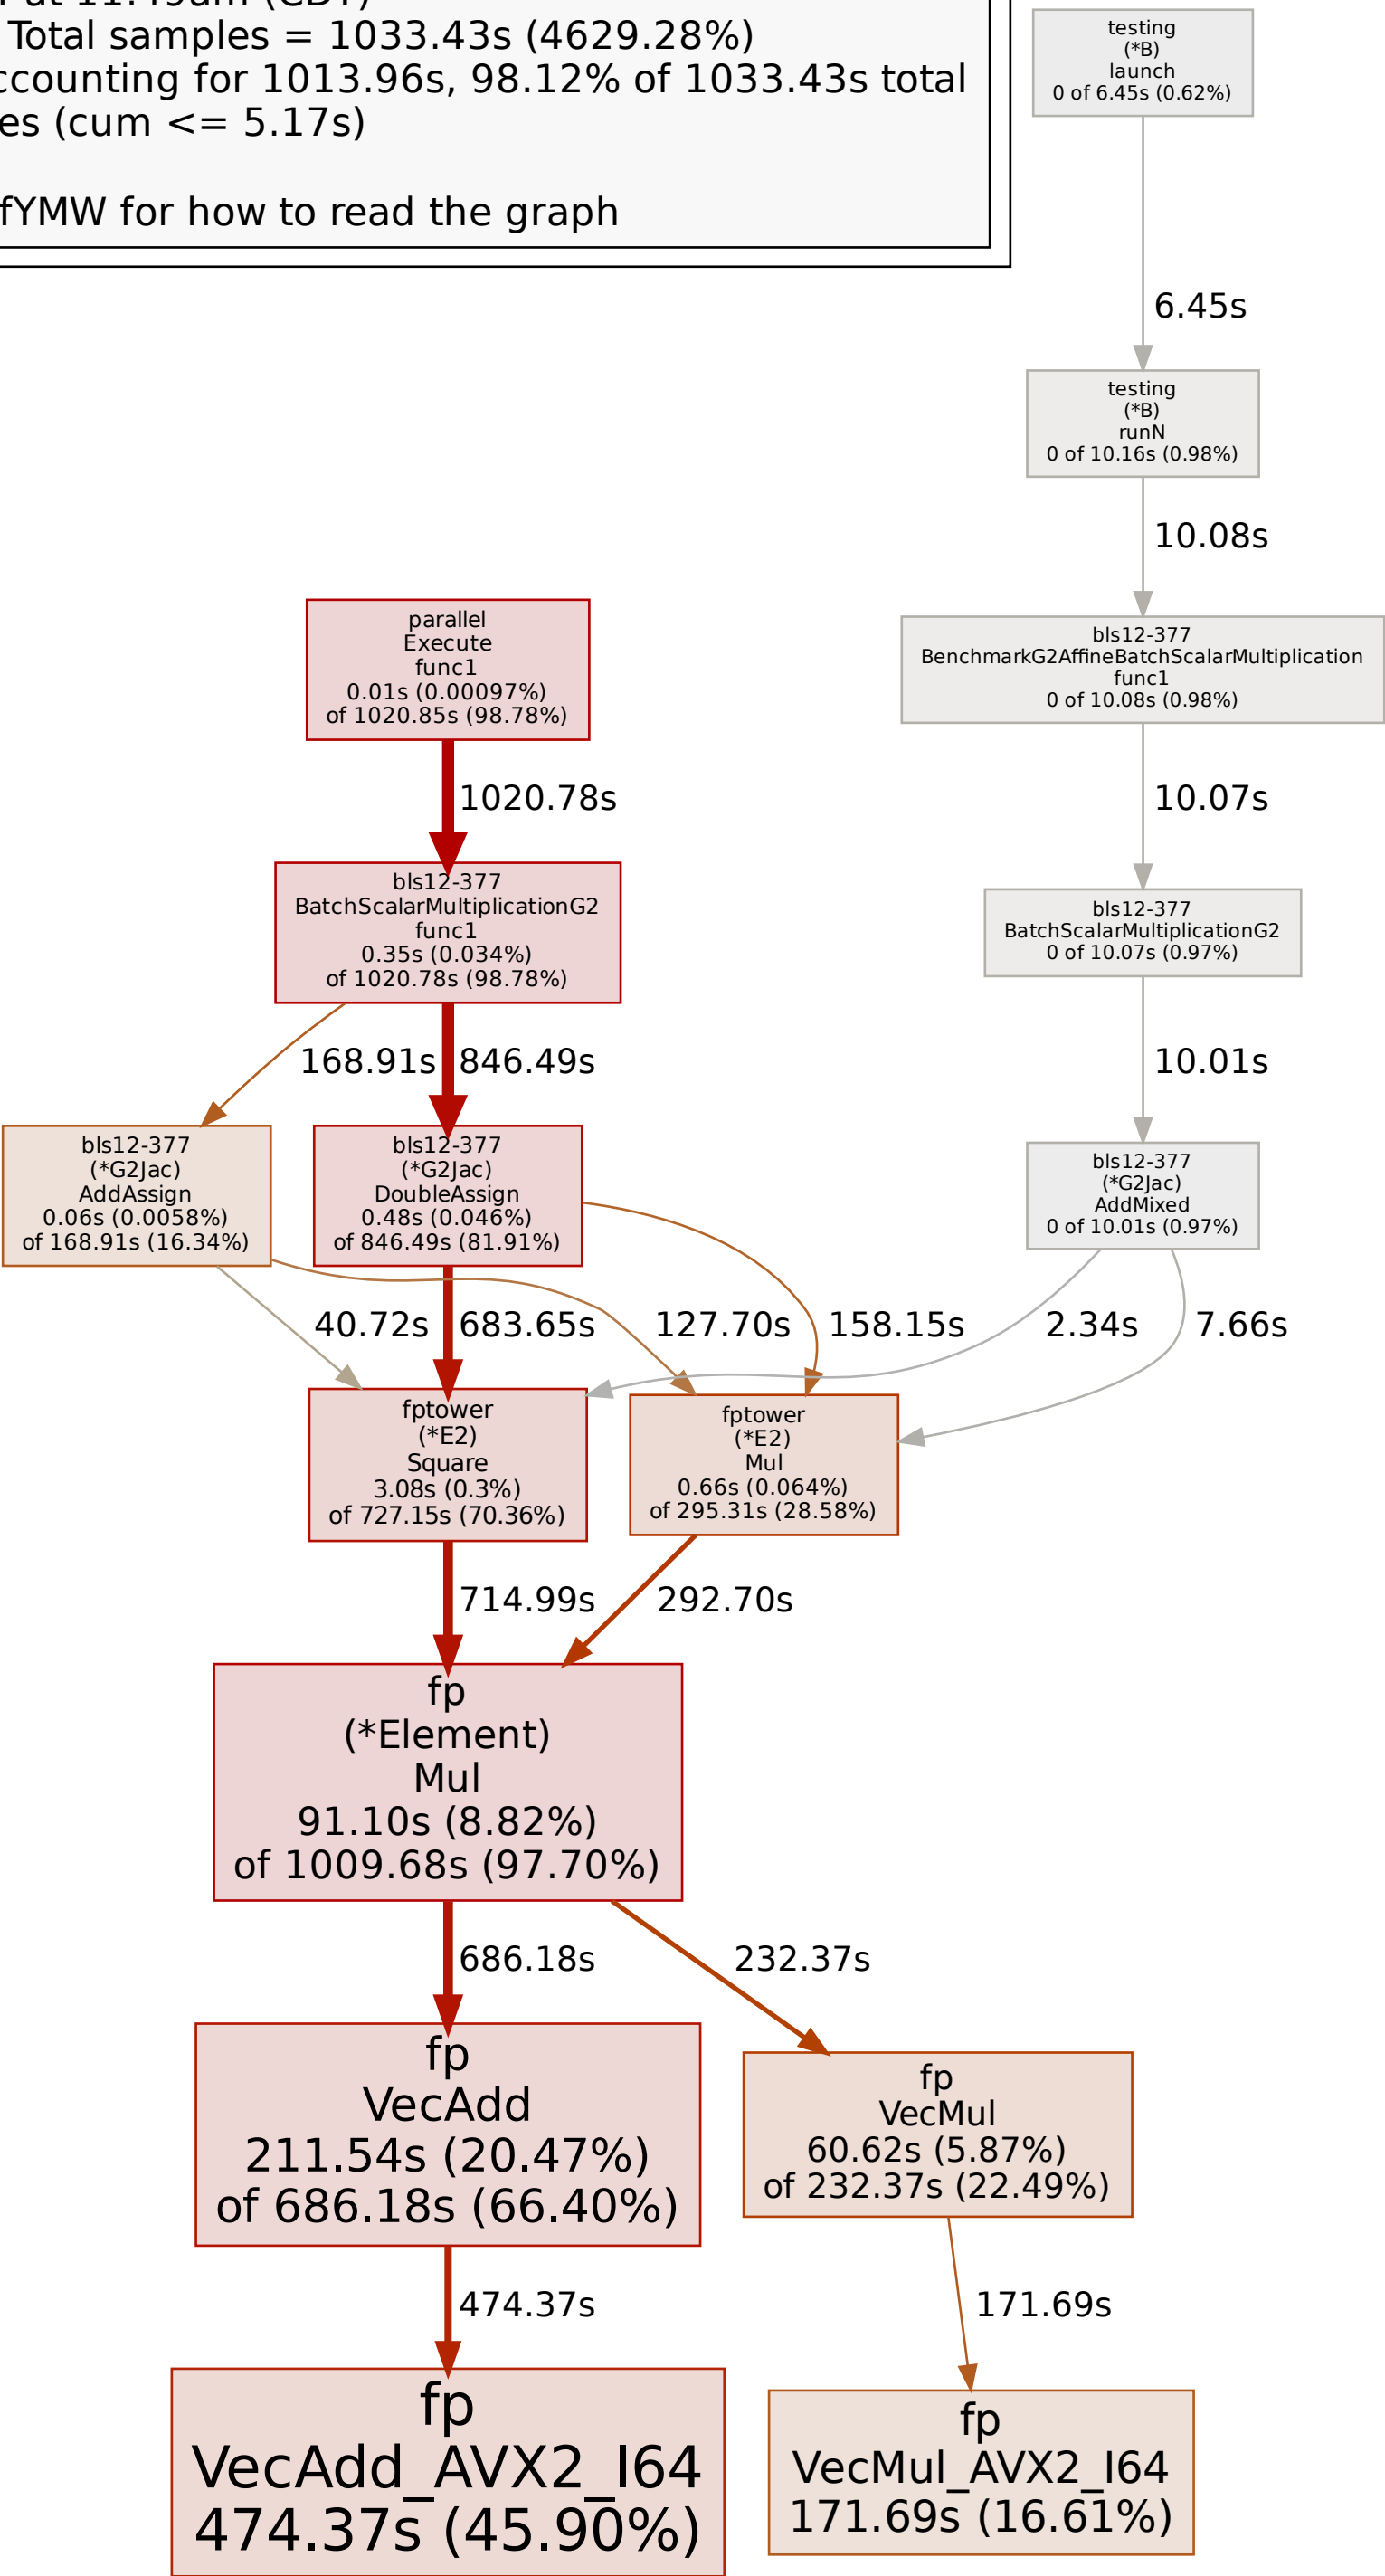 at 11:49am (CDT)
Total samples = 1033.43s (4629.28%)
ccounting for 1013.96s, 98.12% of 1033.43s total
es (cum <= 5.17s)
fYMW for how to read the graph
testing
(*B)
launch
0 of 6.45s (0.62%)
6.45s
testing
(*B)
runN
0 of 10.16s (0.98%)
10.08s
parallel
Execute
func1
0.01s (0.00097%)
of 1020.85s (98.78%)
bls12-377
BenchmarkG2AffineBatchScalarMultiplication
func1
0 of 10.08s (0.98%)
1020.78s
10.07s
bls12-377
BatchScalarMultiplicationG2
func1
0.35s (0.034%)
of 1020.78s (98.78%)
bls12-377
BatchScalarMultiplicationG2
0 of 10.07s (0.97%)
168.91s
846.49s
10.01s
bls12-377
(*G2Jac)
AddAssign
0.06s (0.0058%)
of 168.91s (16.34%)
bls12-377
(*G2Jac)
DoubleAssign
0.48s (0.046%)
of 846.49s (81.91%)
bls12-377
(*G2Jac)
AddMixed
0 of 10.01s (0.97%)
40.72s
683.65s
127.70s
158.15s
2.34s
7.66s
fptower
(*E2)
Square
3.08s (0.3%)
of 727.15s (70.36%)
fptower
(*E2)
Mul
0.66s (0.064%)
of 295.31s (28.58%)
714.99s
292.70s
fp
(*Element)
Mul
91.10s (8.82%)
of 1009.68s (97.70%)
686.18s
232.37s
fp
VecAdd
211.54s (20.47%)
of 686.18s (66.40%)
fp
VecMul
60.62s (5.87%)
of 232.37s (22.49%)
474.37s
171.69s
fp
VecAdd_AVX2_I64
474.37s (45.90%)
fp
VecMul_AVX2_I64
171.69s (16.61%)